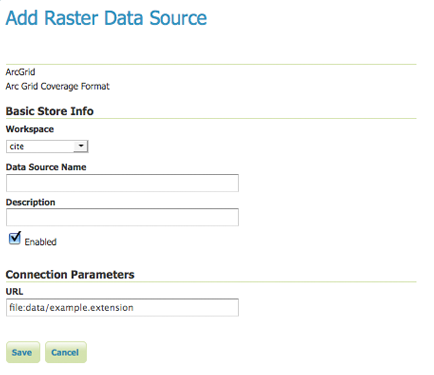 Add Raster Data Source
ArcGrid
Arc Grid Coverage Format
Basic Store Info
Workspace
cite
Data Source Name
Description
Enabled
Connection Parameters
URL
file:data/example.extension
Save Cancel